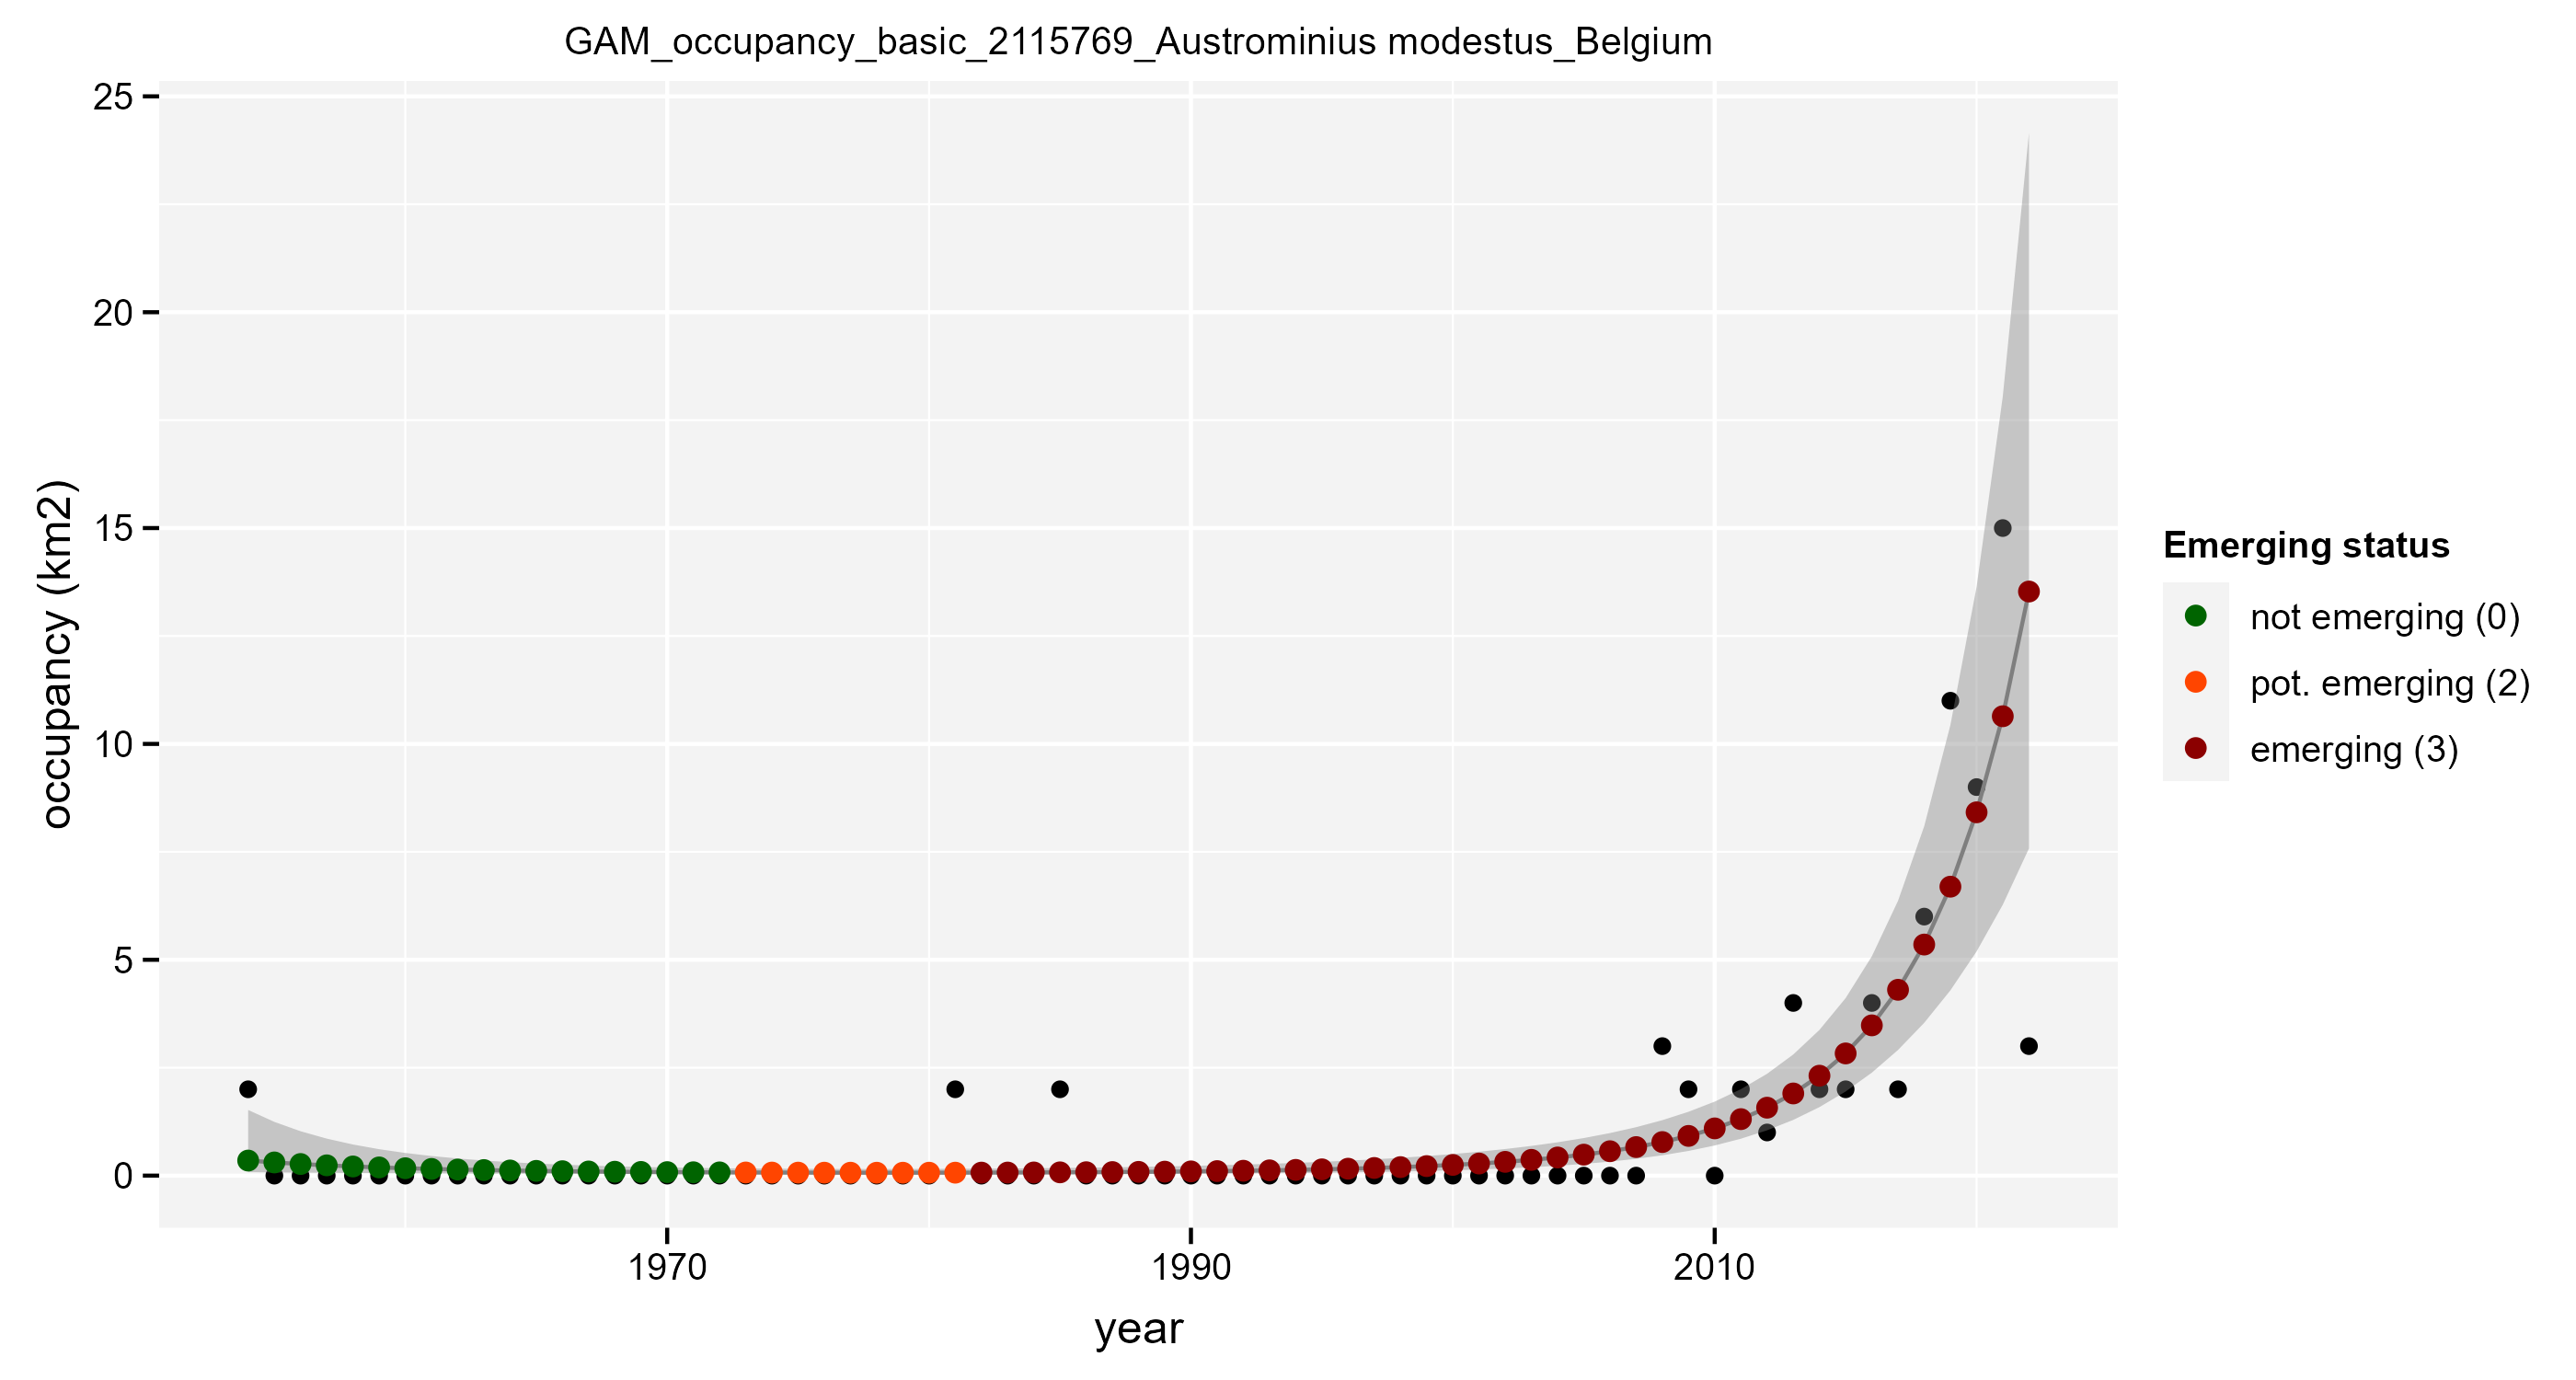 GAM_occupancy_basic_2115769_Austrominius modestus_Belgium
25
20
15
10
5
0
occupancy (km2)
1970
1990
2010
year
Emerging status
not emerging (0)
pot. emerging (2)
emerging (3)